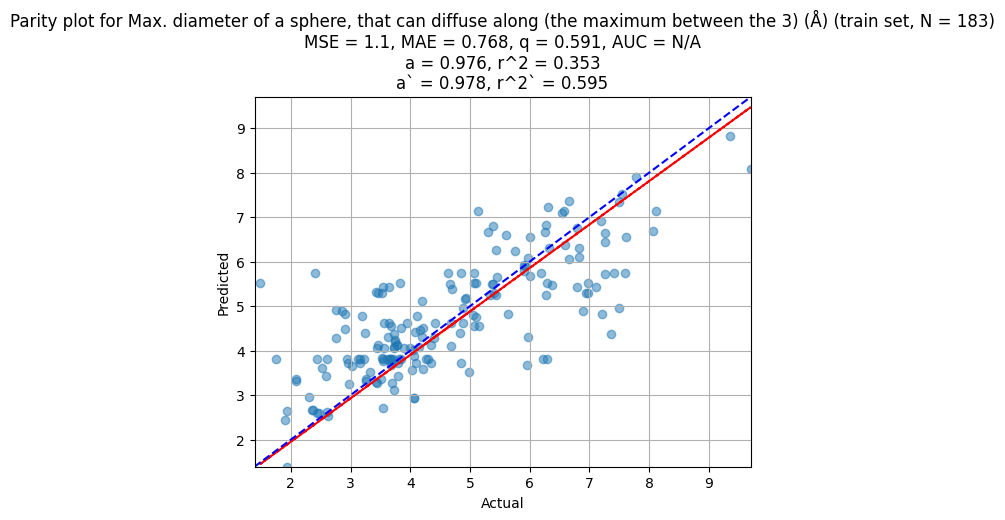 Parity plot for Max. diameter of a sphere, that can diffuse along (the maximum between the 3) (Å) (train set, N = 183)
MSE = 1.1, MAE = 0.768, q = 0.591, AUC = N/A
a = 0.976, r^2 = 0.353
a` = 0.978, r^2` = 0.595
9
8
7
6
5
4
3
2
Predicted
2 3 4 5 6 7 8 9
Actual